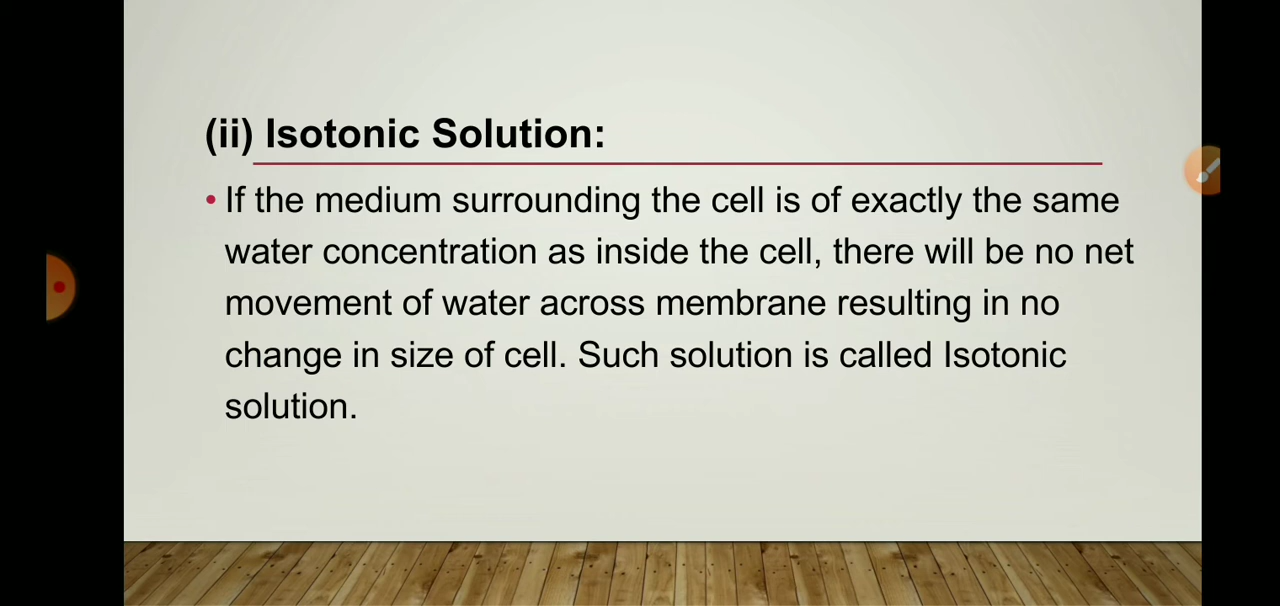 (ii) Isotonic Solution:
• If the medium surrounding the cell is of exactly the same
water concentration as inside the cell, there will be no net
movement of water across membrane resulting in no
change in size of cell. Such solution is called Isotonic
solution.